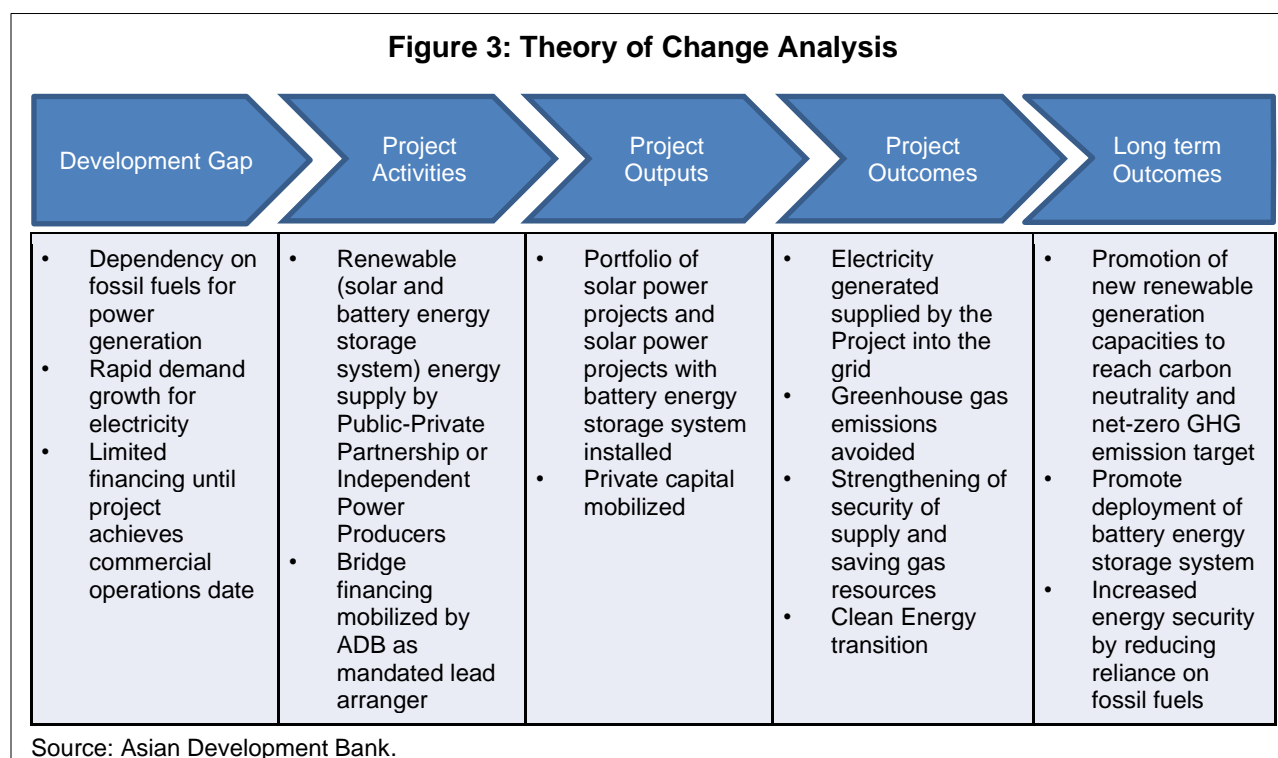 Figure 3: Theory of Change Analysis
Development Gap
Project
Activities
Project
Outputs
Project
Outcomes
Long term
Outcomes
• Dependency on
fossil fuels for
power
generation
• Rapid demand
growth for
electricity
• Limited
financing until
project
achieves
commercial
operations date
• Renewable
(solar and
battery energy
storage
system) energy
supply by
Public-Private
Partnership or
Independent
Power
Producers
• Bridge
financing
mobilized by
ADB as
mandated lead
arranger
• Portfolio of
solar power
projects and
solar power
projects with
battery energy
storage system
installed
• Private capital
mobilized
• Electricity
generated
supplied by the
Project into the
grid
• Greenhouse gas
emissions
avoided
• Strengthening of
security of
supply and
saving gas
resources
• Clean Energy
transition
• Promotion of
new renewable
generation
capacities to
reach carbon
neutrality and
net-zero GHG
emission target
• Promote
deployment of
battery energy
storage system
• Increased
energy security
by reducing
reliance on
fossil fuels
Source: Asian Development Bank.